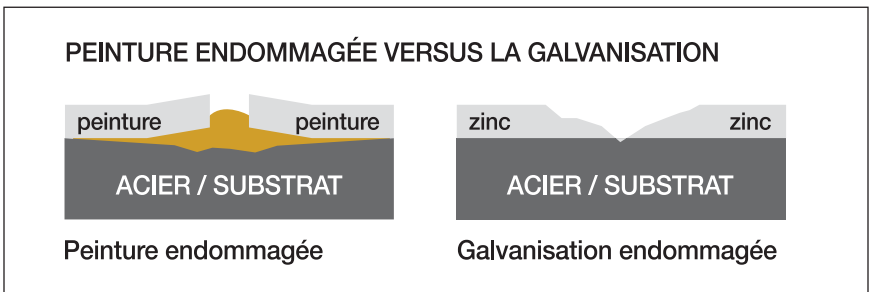 PEINTURE ENDOMMAGÉE VERSUS LA GALVANISATION
peinture peinture
ACIER / SUBSTRAT
Peinture endommagée
zinc zinc
ACIER / SUBSTRAT
Galvanisation endommagée